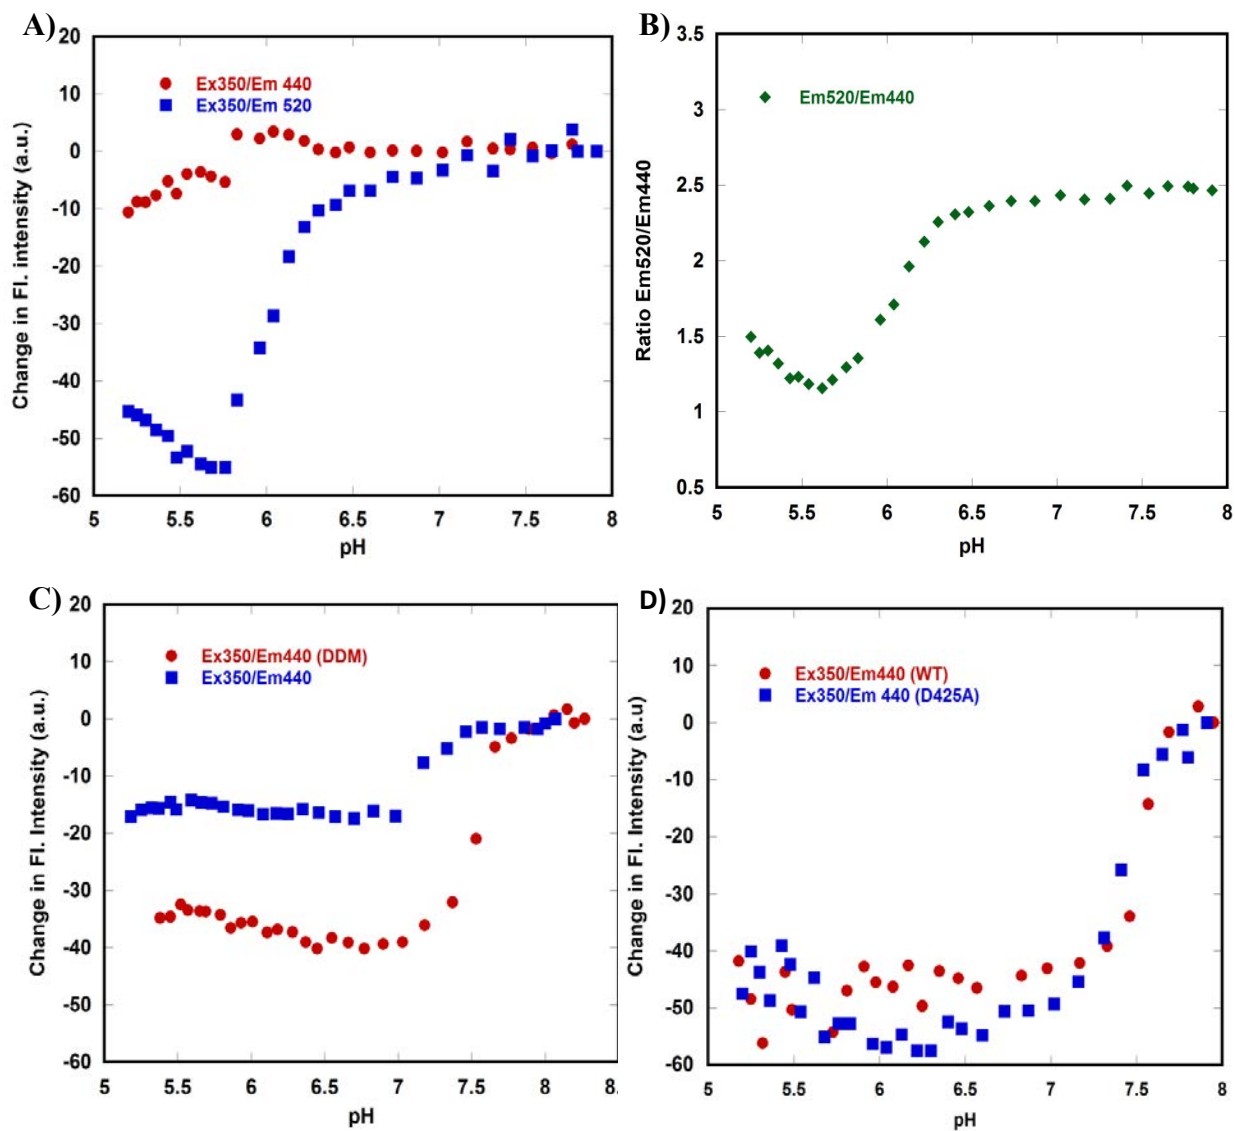 A)
20
10
0
-10
-20
-30
-40
-50
-60
Change in Fl. intensity (a.u.)
Ex350/Em 440
Ex350/Em 520
5 5.5 6 6.5 7 7.5 8
pH
B)
3.5
3
2.5
2
1.5
1
0.5
Ratio Em520/Em440
Em520/Em440
5 5.5 6 6.5 7 7.5 8
pH
C)
20
10
0
-10
-20
-30
-40
-50
-60
Change in Fl. Intensity (a.u.)
Ex350/Em440 (DDM)
Ex350/Em440
5 5.5 6 6.5 7 7.5 8 8.
pH
D)
20
10
0
-10
-20
-30
-40
-50
-60
Change in Fl. Intensity (a.u)
Ex350/Em440 (WT)
Ex350/Em 440 (D425A)
5 5.5 6 6.5 7 7.5 8
pH